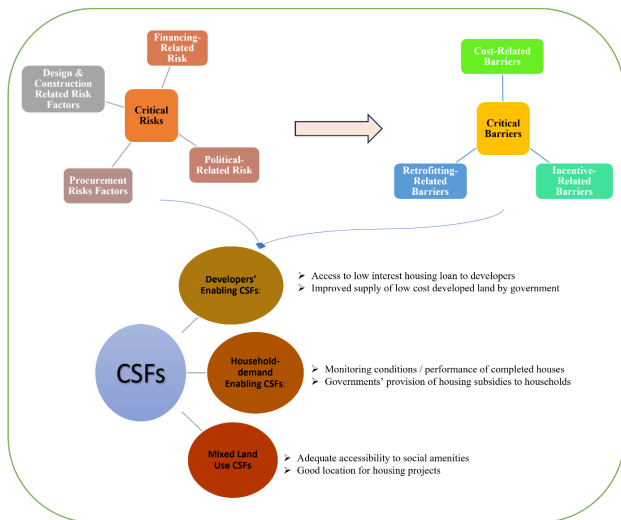 Financing-
Related
Risk
Design &
Construction
Related Risk
Factors
Critical
Risks
Procurement
Risks Factors
Political-
Related Risk
Cost-Related
Barriers
Critical
Barriers
Retrofitting-
Related
Barriers
Incentive-
Related
Barriers
CSFs
Developers’
Enabling CSFs:
➢ Access to low interest housing loan to developers
➢ Improved supply of low cost developed land by government
Household-
demand
Enabling CSFs:
➢ Monitoring conditions / performance of completed houses
➢ Governments’ provision of housing subsidies to households
Mixed Land
Use CSFs
➢ Adequate accessibility to social amenities
➢ Good location for housing projects